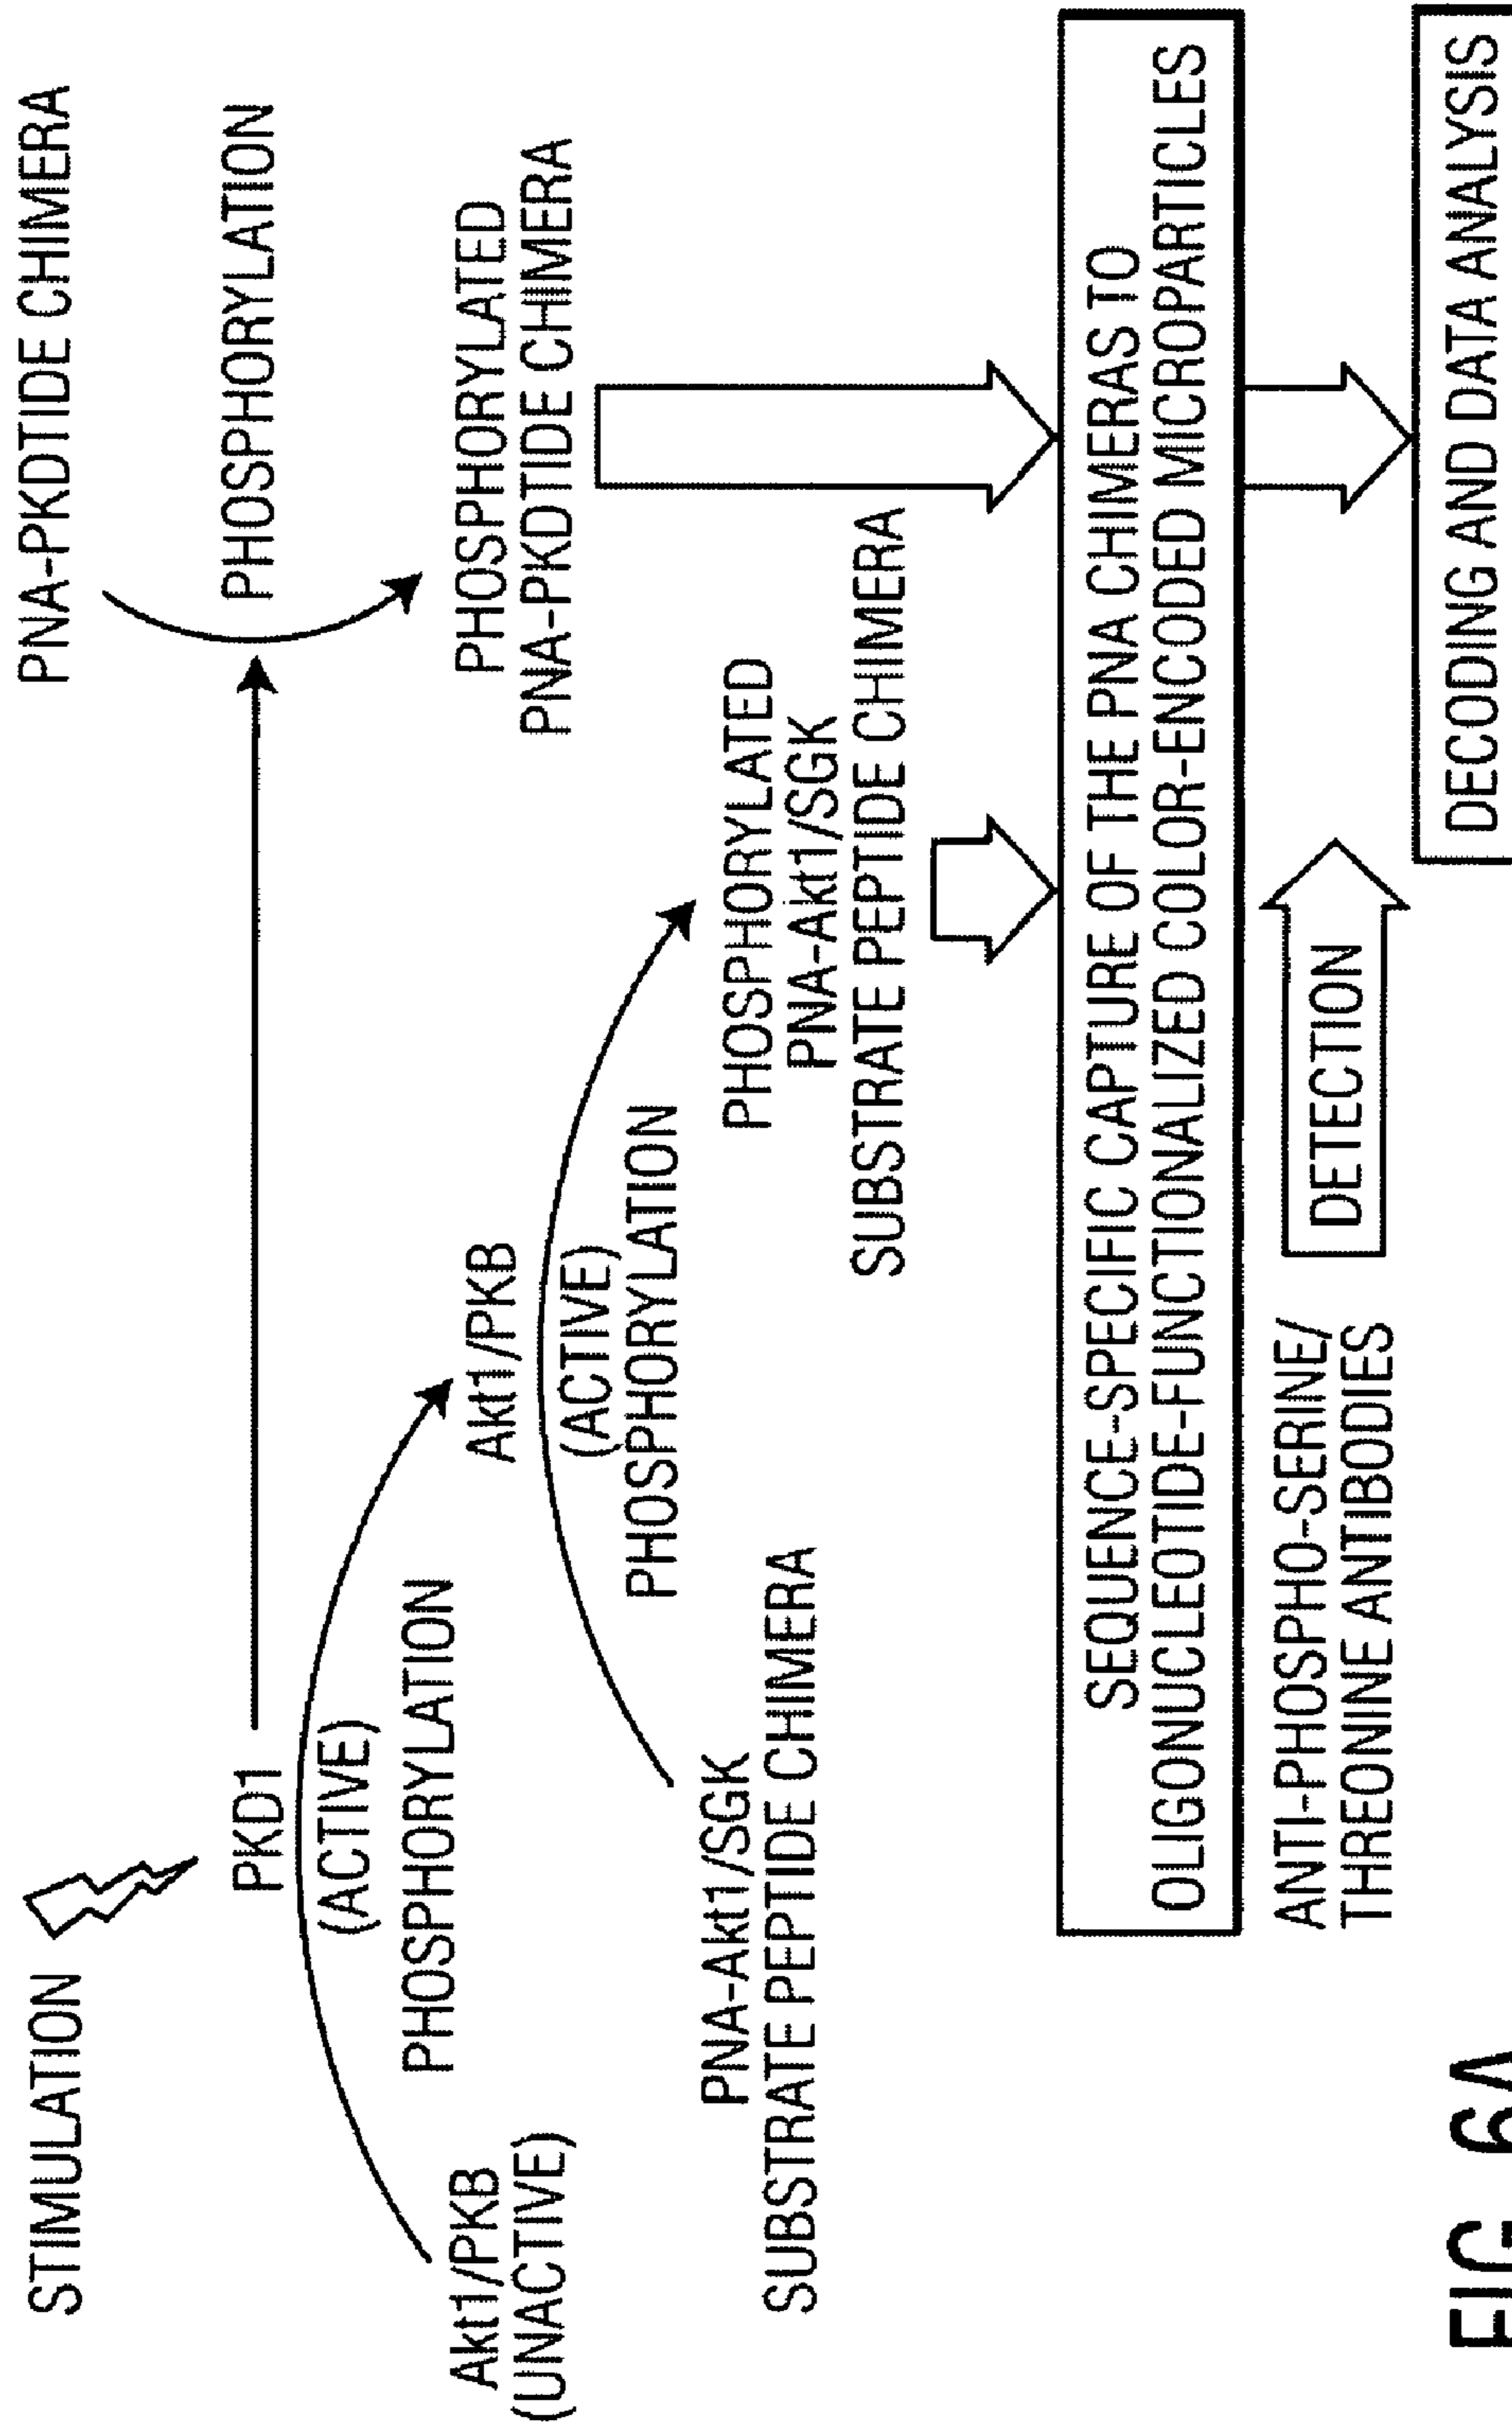 STIMULATION
PKD1
(ACTIVE)
PHOSPHORYLATION
Akt1/PKB
(UNACTIVE)
Akt1/PKB
(ACTIVE)
PHOSPHORYLATION
PNA-Akt1/SGK
SUBSTRATE PEPTIDE CHIMERA
PHOSPHORYLATED
PNA-Akt1/SGK
SUBSTRATE PEPTIDE CHIMERA
PNA-PKDTIDE CHIMERA
PHOSPHORYLATION
PHOSPHORYLATED
PNA-PKDTIDE CHIMERA
SEQUENCE-SPECIFIC CAPTURE OF THE PNA CHIMERAS TO
OLIGONUCLEOTIDE-FUNCTIONALIZED COLOR-ENCODED MICROPARTICLES
ANTI-PHOSPHO-SERINE/
THREONINE ANTIBODIES
DETECTION
DECODING AND DATA ANALYSIS
FIG. 6A